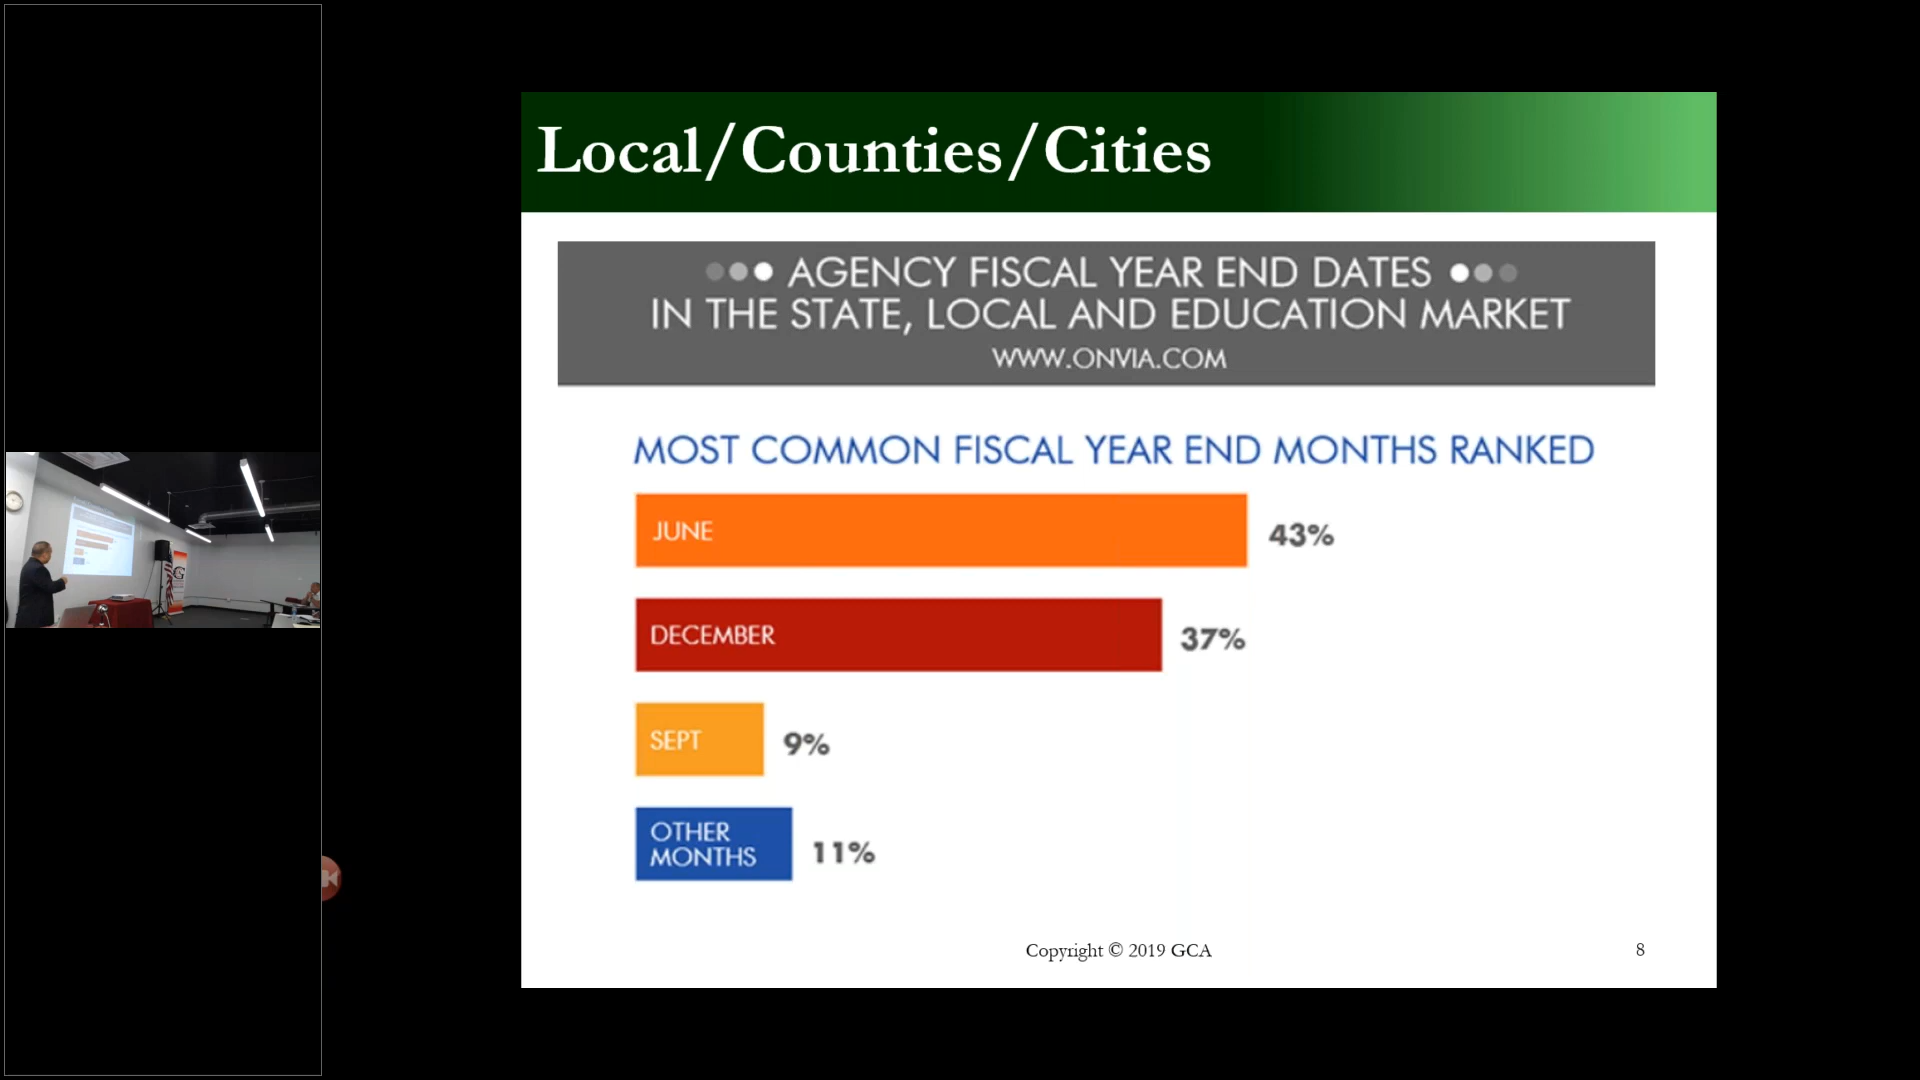 Local/Counties/Cities
AGENCY FISCAL YEAR END DATES
IN THE STATE, LOCAL AND EDUCATION MARKET
WWW.ONVIA.COM
MOST COMMON FISCAL YEAR END MONTHS RANKED
JUNE 43%
DECEMBER 37%
SEPT 9%
OTHER
MONTHS 11%
Copyright © 2019 GCA 8